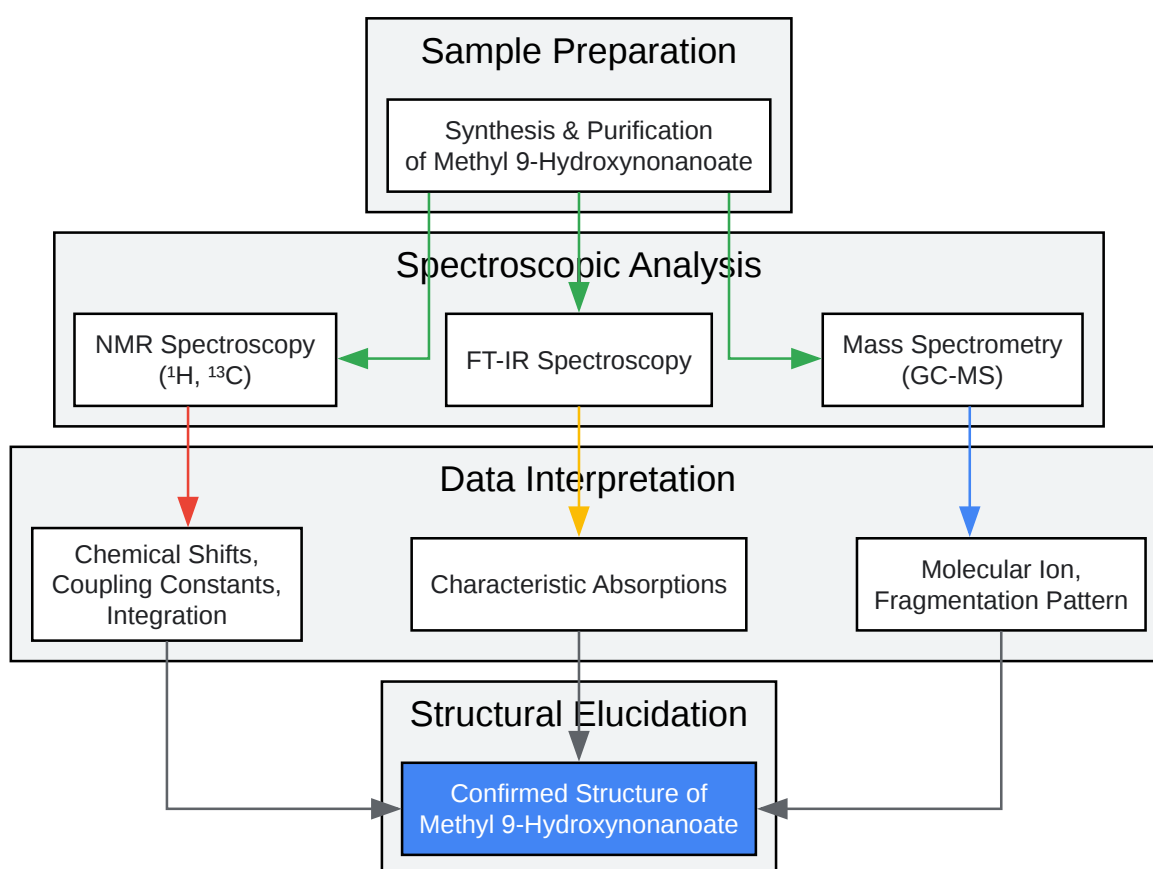 Sample Preparation
Synthesis & Purification
of Methyl 9-Hydroxynonanoate
Spectroscopic Analysis
NMR Spectroscopy
(¹H, ¹³C)
FT-IR Spectroscopy
Mass Spectrometry
(GC-MS)
Data Interpretation
Chemical Shifts,
Coupling Constants,
Integration
Characteristic Absorptions
Molecular Ion,
Fragmentation Pattern
Structural Elucidation
Confirmed Structure of
Methyl 9-Hydroxynonanoate